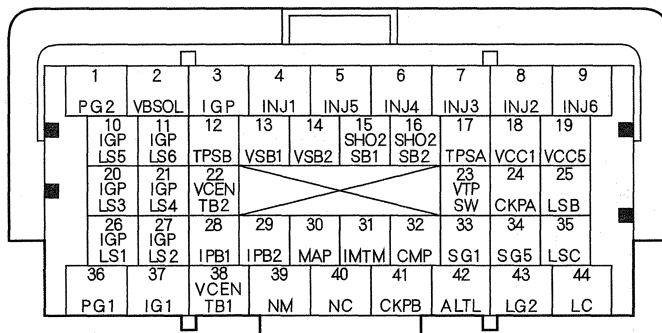 1 2 3 4 5 6 7 8 9
PG2 VBSOL IGP INJ1 INJ5 INJ4 INJ3 INJ2 INJ6
10 11 12 13 14 15 16 17 18 19
IGP IGP SHO2 SHO2
LS5 LS6 TPSB VSB1 VSB2 SB1 SB2 TPSA VCC1 VCC5
20 21 22 23 24 25
IGP IGP VCEN VTP
LS3 LS4 TB2 SW CKPA LSB
26 27 28 29 30 31 32 33 34 35
IGP IGP
LS1 LS2 IPB1 IPB2 MAP IMTM CMP SG1 SG5 LSC
36 37 38 39 40 41 42 43 44
VCEN
PG1 IG1 TB1 NM NC CKPB ALTL LG2 LC